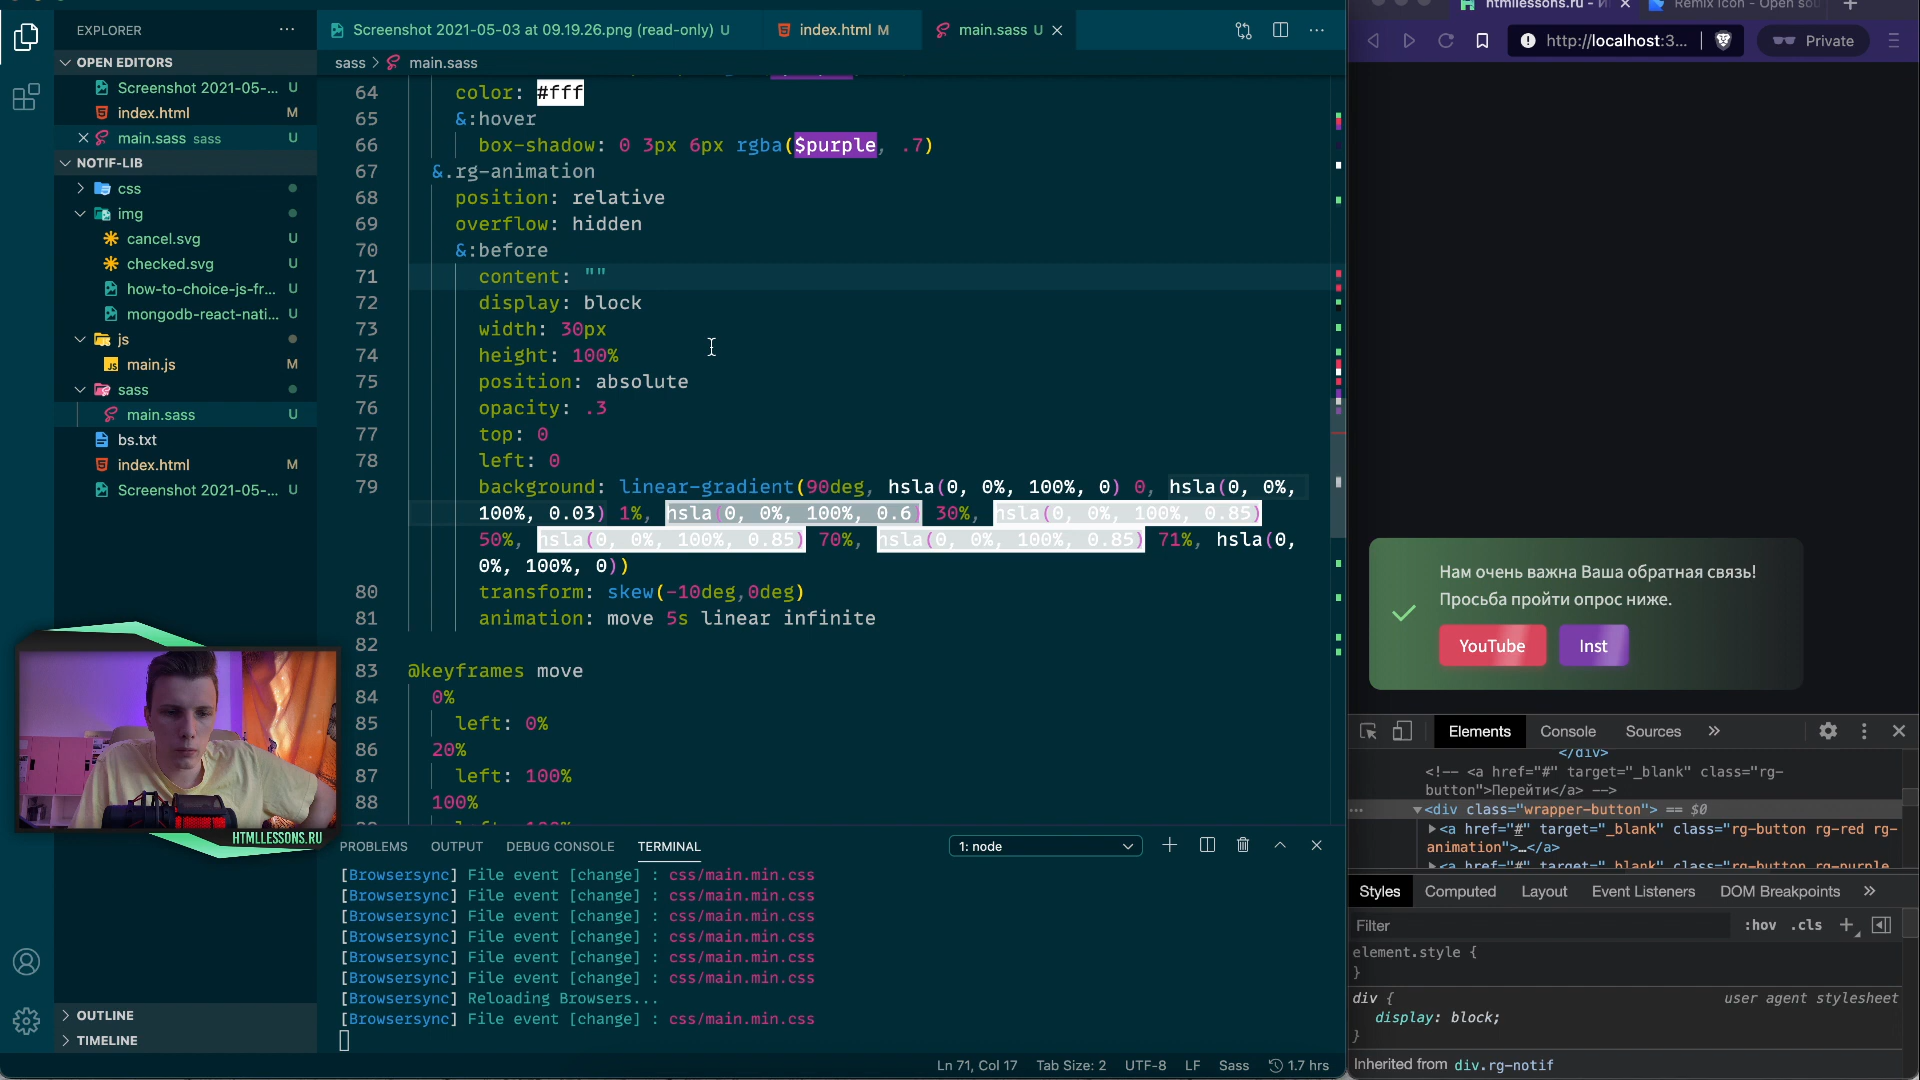 EXPLORER
OPEN EDITORS
Screenshot 2021-05-... U
index.html M
main.sass sass U
NOTIF-LIB
css
img
cancel.svg U
checked.svg U
how-to-choice-js-fr... U
mongodb-react-nati... U
js
main.js M
sass
main.sass U
bs.txt
index.html M
Screenshot 2021-05-... U
OUTLINE
TIMELINE
HTMLLESSONS.RU
Screenshot 2021-05-03 at 09.19.26.png (read-only) U
index.html M
main.sass U
sass > main.sass
64 color: #fff
65 &:hover
66 box-shadow: 0 3px 6px rgba($purple, .7)
67 &.rg-animation
68 position: relative
69 overflow: hidden
70 &:before
71 content: ""
72 display: block
73 width: 30px
74 height: 100%
75 position: absolute
76 opacity: .3
77 top: 0
78 left: 0
79 background: linear-gradient(90deg, hsla(0, 0%, 100%, 0) 0, hsla(0, 0%,
100%, 0.03) 1%, hsla(0, 0%, 100%, 0.6) 30%, hsla(0, 0%, 100%, 0.85)
50%, hsla(0, 0%, 100%, 0.85) 70%, hsla(0, 0%, 100%, 0.85) 71%, hsla(0,
0%, 100%, 0))
80 transform: skew(-10deg,0deg)
81 animation: move 5s linear infinite
82
83 @keyframes move
84 0%
85 left: 0%
86 20%
87 left: 100%
88 100%
PROBLEMS OUTPUT DEBUG CONSOLE TERMINAL
1: node
[Browsersync] File event [change] : css/main.min.css
[Browsersync] File event [change] : css/main.min.css
[Browsersync] File event [change] : css/main.min.css
[Browsersync] File event [change] : css/main.min.css
[Browsersync] File event [change] : css/main.min.css
[Browsersync] File event [change] : css/main.min.css
[Browsersync] Reloading Browsers...
[Browsersync] File event [change] : css/main.min.css
Ln 71, Col 17 Tab Size: 2 UTF-8 LF Sass 1.7 hrs
htmllessons.ru -
Remix Icon - Open sou
http://localhost:3...
Private
Нам очень важна Ваша обратная связь!
Просьба пройти опрос ниже.
YouTube Inst
Elements Console Sources »
</div>
<!-- <a href="#" target="_blank" class="rg-
button">Перейти</a> -->
<div class="wrapper-button"> == $0
<a href="#" target="_blank" class="rg-button rg-red rg-
animation">…</a>
<a href="#" target="_blank" class="rg-button rg-purple
Styles Computed Layout Event Listeners DOM Breakpoints »
Filter :hov .cls +
element.style {
}
div { user agent stylesheet
display: block;
}
Inherited from div.rg-notif